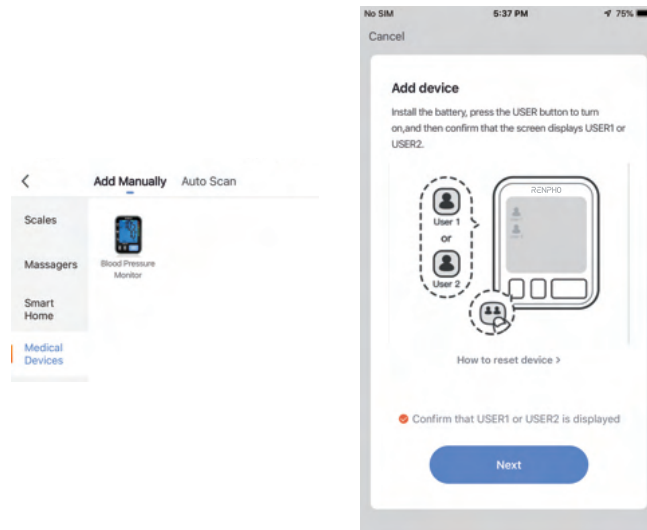 Add Manually Auto Scan
Scales
Massagers
Smart
Home
Medical
Devices
Blood Pressure
Monitor
No SIM 5:37 PM 75%
Cancel
Add device
Install the battery, press the USER button to turn
on,and then confirm that the screen displays USER1 or
USER2.
User 1
or
User 2
RENPHO
How to reset device >
Confirm that USER1 or USER2 is displayed
Next